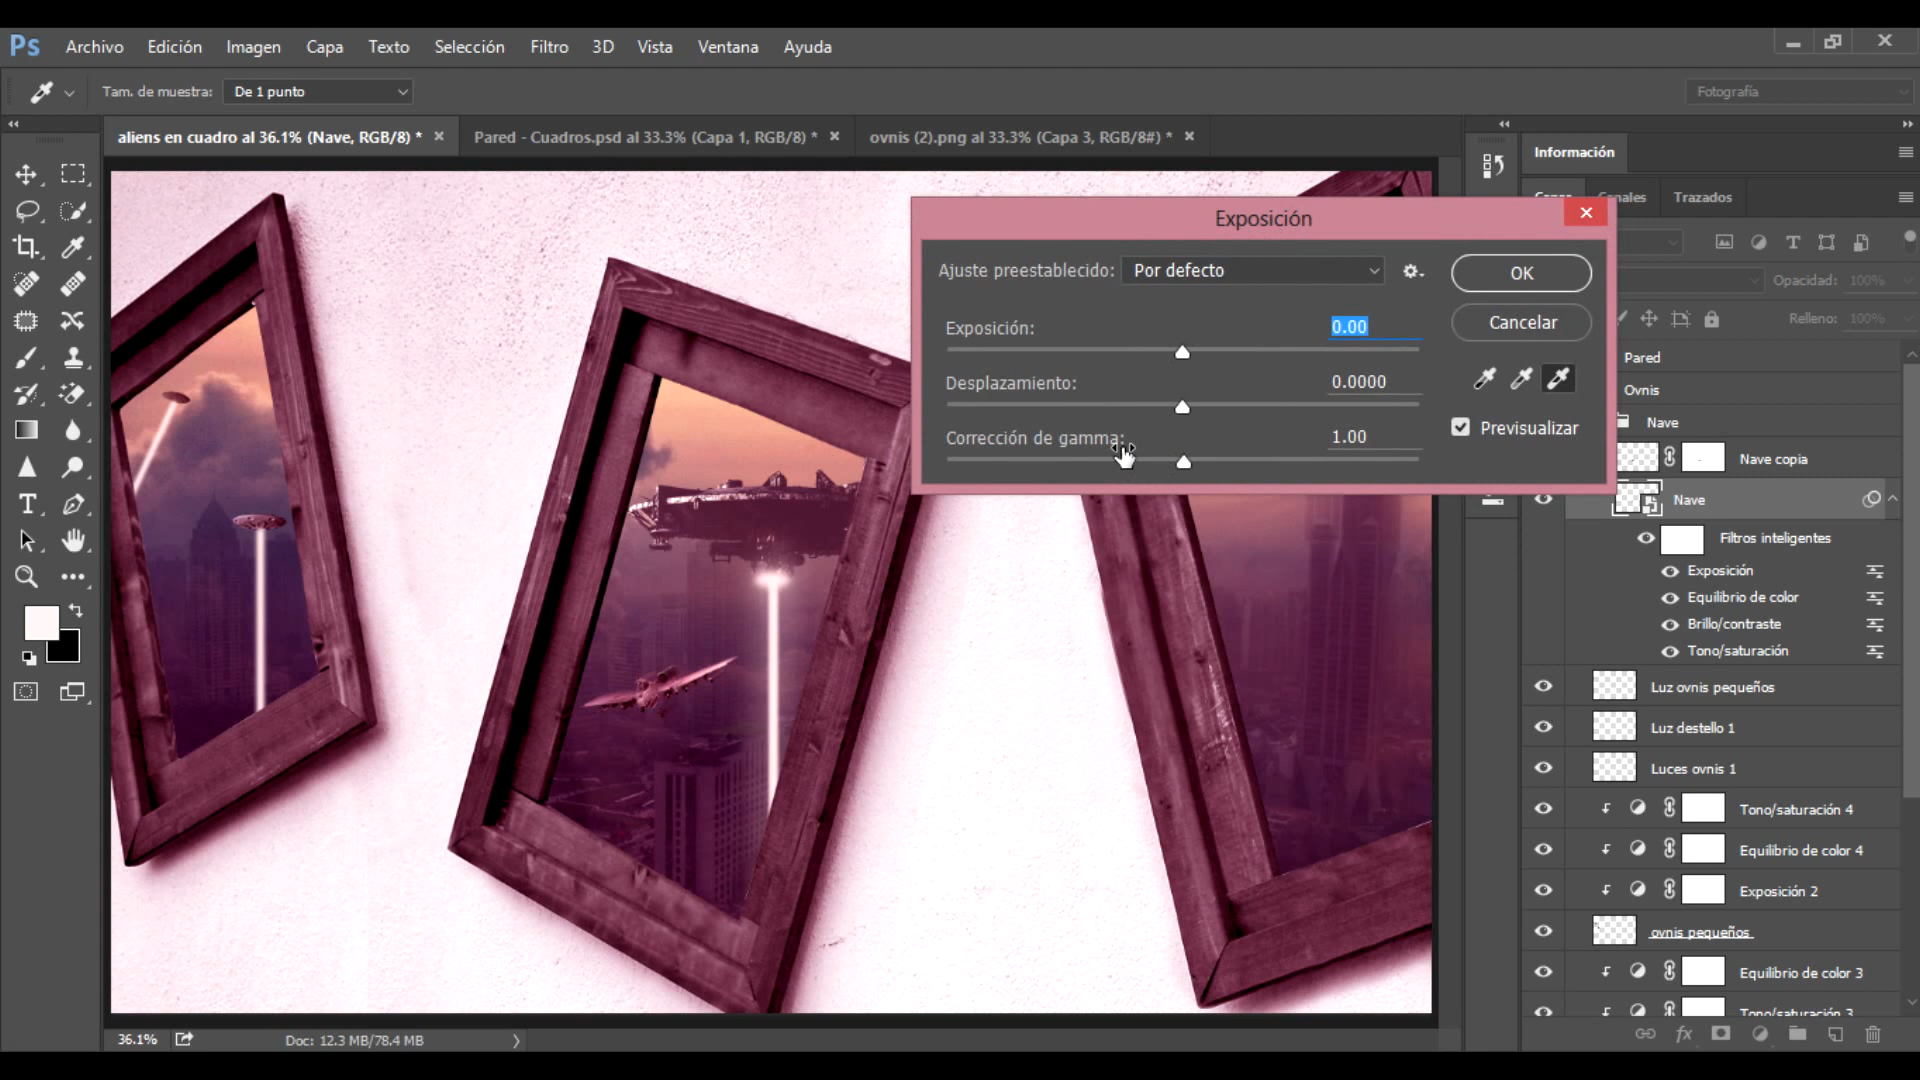 Ps Archivo Edición Imagen Capa Texto Selección Filtro 3D Vista Ventana Ayuda
Tam. de muestra: De 1 punto
Fotografía
aliens en cuadro al 36.1% (Nave, RGB/8) *
Pared - Cuadros.psd al 33.3% (Capa 1, RGB/8) *
ovnis (2).png al 33.3% (Capa 3, RGB/8#) *
Información
Trazados
Exposición
Ajuste preestablecido: Por defecto
OK
Cancelar
Exposición: 0.00
Desplazamiento: 0.0000
Corrección de gamma: 1.00
Previsualizar
Opacidad: 100%
Relleno: 100%
Pared
Ovnis
Nave
Nave copia
Nave
Filtros inteligentes
Exposición
Equilibrio de color
Brillo/contraste
Tono/saturación
Luz ovnis pequeños
Luz destello 1
Luces ovnis 1
Tono/saturación 4
Equilibrio de color 4
Exposición 2
ovnis pequeños
Equilibrio de color 3
Tono/saturación 3
fx
36.1%
Doc: 12.3 MB/78.4 MB